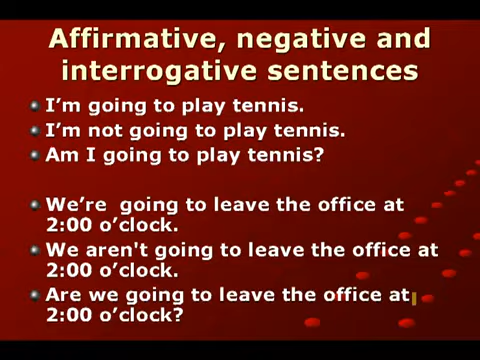 Affirmative, negative and
interrogative sentences
I’m going to play tennis.
I’m not going to play tennis.
Am I going to play tennis?
We’re  going to leave the office at
2:00 o’clock.
We aren't going to leave the office at
2:00 o’clock.
Are we going to leave the office at
2:00 o’clock?